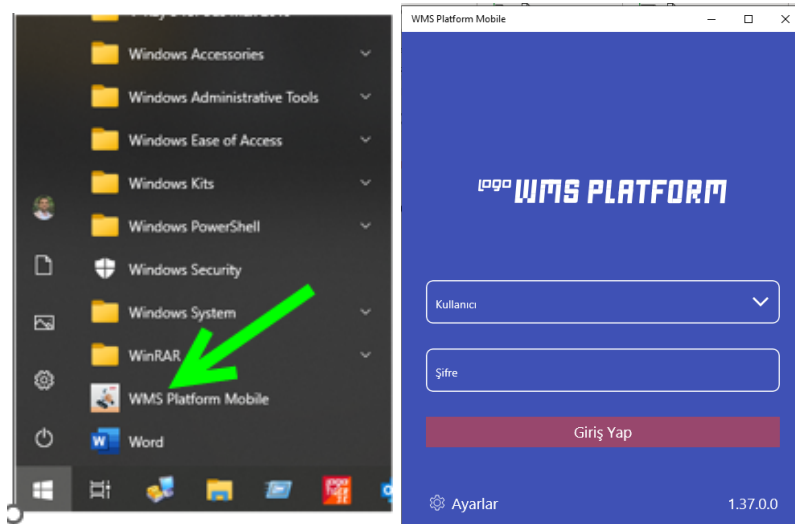 Windows Accessories
Windows Administrative Tools
Windows Ease of Access
Windows Kits
Windows PowerShell
Windows Security
Windows System
WinRAR
WMS Platform Mobile
Word
WMS Platform Mobile
LOGO WMS PLATFORM
Kullanıcı
Şifre
Giriş Yap
Ayarlar
1.37.0.0